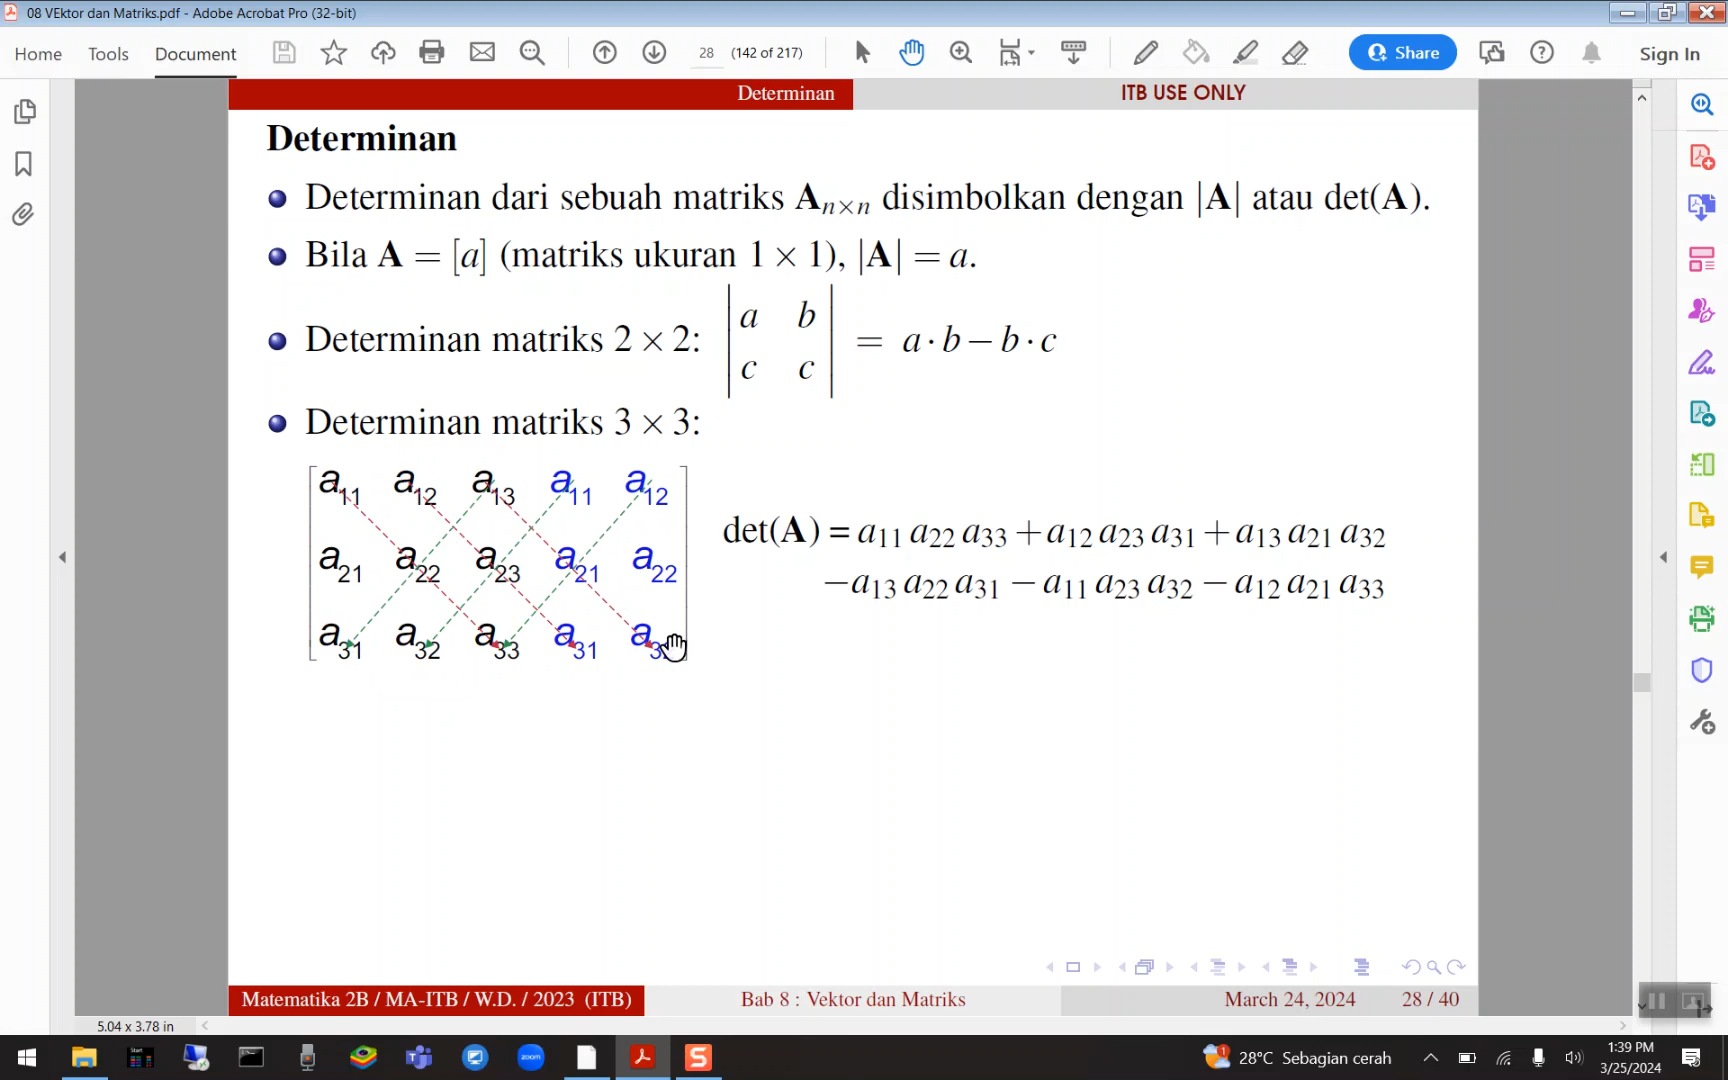 08 VEktor dan Matriks.pdf - Adobe Acrobat Pro (32-bit)
Home Tools Document 28 (142 of 217) Share Sign In
Determinan ITB USE ONLY
Determinan
Determinan dari sebuah matriks A_{n×n} disimbolkan dengan |A| atau det(A).
Bila A = [a] (matriks ukuran 1 × 1), |A| = a.
a b
Determinan matriks 2 × 2: = a · b − b · c
c c
Determinan matriks 3 × 3:
a11 a12 a13 a11 a12
det(A) = a11 a22 a33 + a12 a23 a31 + a13 a21 a32
a21 a22 a23 a21 a22
−a13 a22 a31 − a11 a23 a32 − a12 a21 a33
a31 a32 a33 a31
Matematika 2B / MA-ITB / W.D. / 2023 (ITB) Bab 8 : Vektor dan Matriks March 24, 2024 28 / 40
5.04 x 3.78 in
Start zoom 1 28°C Sebagian cerah 1:39 PM
3/25/2024